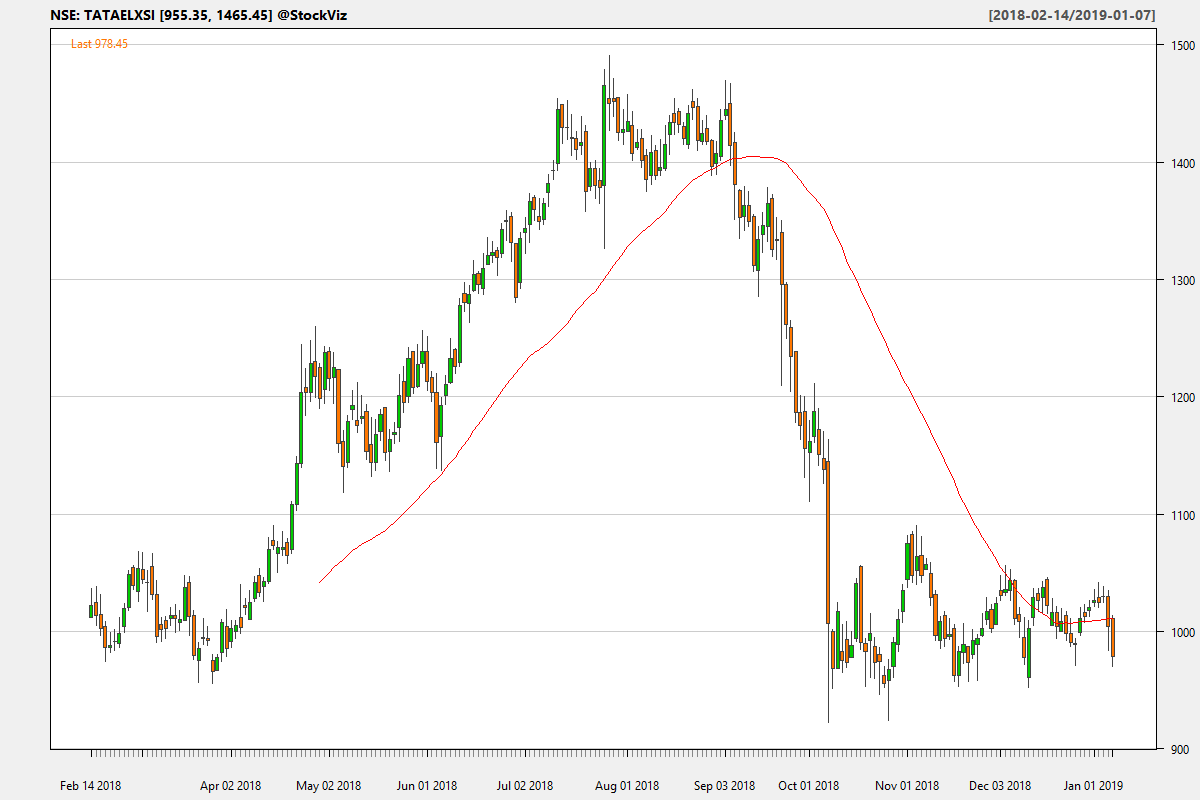 NSE: TATAELXSI [955.35, 1465.45] @StockViz [2018-02-14/2019-01-07]
Last 978.45
1500
1400
1300
1200
1100
1000
900
Feb 14 2018 Apr 02 2018 May 02 2018 Jun 01 2018 Jul 02 2018 Aug 01 2018 Sep 03 2018 Oct 01 2018 Nov 01 2018 Dec 03 2018 Jan 01 2019